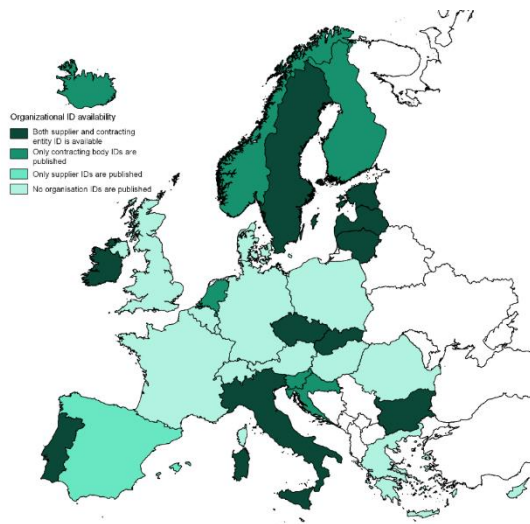 Organizational ID availability
Both supplier and contracting
entity ID is available
Only contracting body IDs are
published
Only supplier IDs are published
No organisation IDs are published